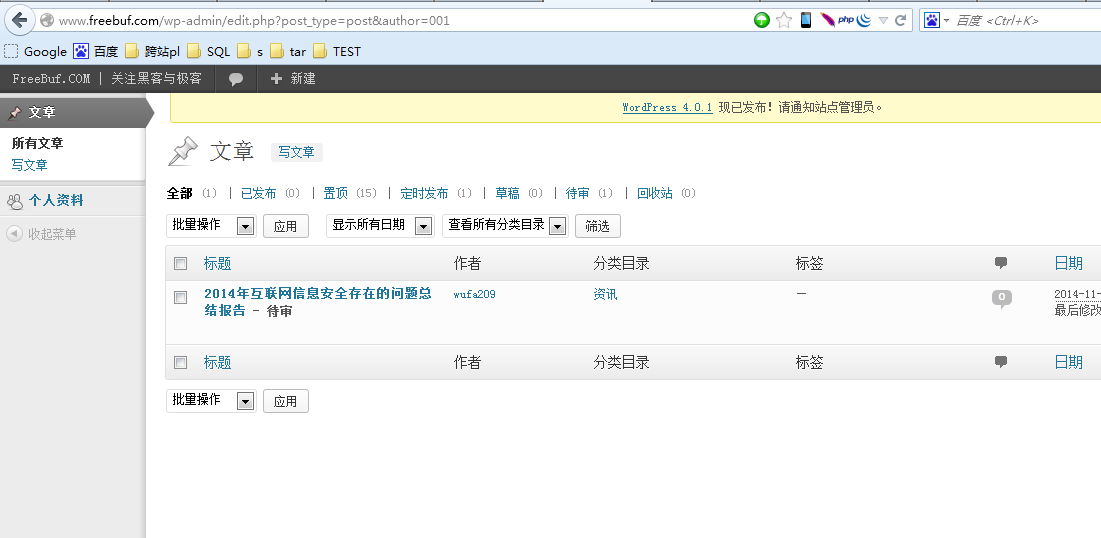 www.freebuf.com/wp-admin/edit.php?post_type=post&author=001
php
百度 <Ctrl+K>
Google 百度 跨站pl SQL s tar TEST
FreeBuf.COM | 关注黑客与极客 新建
文章
所有文章
写文章
个人资料
收起菜单
WordPress 4.0.1 现已发布！请通知站点管理员。
文章 写文章
全部 (1) | 已发布 (0) | 置顶 (15) | 定时发布 (1) | 草稿 (0) | 待审 (1) | 回收站 (0)
批量操作 应用 显示所有日期 查看所有分类目录 筛选
标题 作者 分类目录 标签 日期
2014年互联网信息安全存在的问题总 wufa209 资讯 — 0 2014-11-
结报告 - 待审 最后修改
标题 作者 分类目录 标签 日期
批量操作 应用